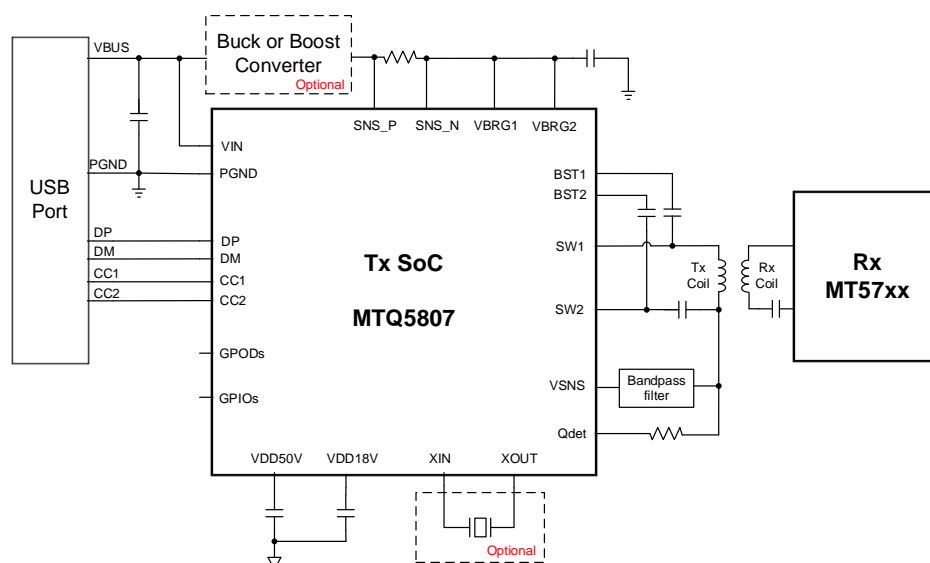 VBUS
Buck or Boost
Converter
Optional
SNS_P
SNS_N
VBRG1
VBRG2
VIN
PGND
PGND
USB
Port
DP
DM
CC1
CC2
DP
DM
CC1
CC2
GPODs
GPIOs
Tx SoC
MTQ5807
BST1
BST2
SW1
SW2
VSNS
Qdet
Tx
Coil
Rx
Coil
Rx
MT57xx
Bandpass
filter
VDD50V
VDD18V
XIN
XOUT
Optional